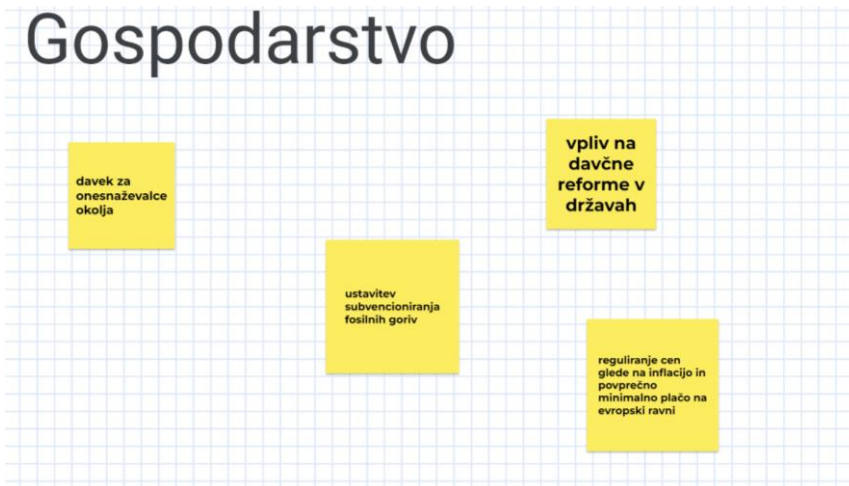 Gospodarstvo
davek za
onesnaževalce
okolja
vpliv na
davčne
reforme v
državah
ustavitev
subvencioniranja
fosilnih goriv
reguliranje cen
glede na inflacijo in
povprečno
minimalno plačo na
evropski ravni